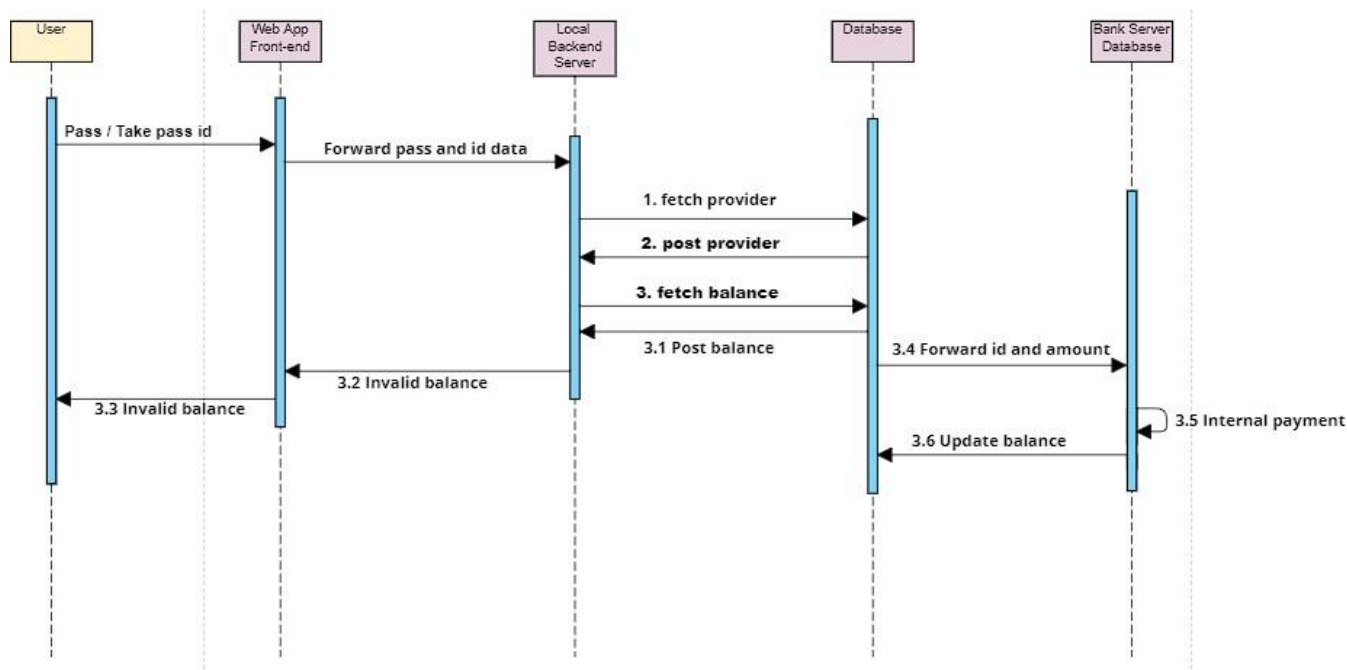 User
Web App
Front-end
Local
Backend
Server
Database
Bank Server
Database
Pass / Take pass id
Forward pass and id data
1. fetch provider
2. post provider
3. fetch balance
3.1 Post balance
3.4 Forward id and amount
3.2 Invalid balance
3.3 Invalid balance
3.5 Internal payment
3.6 Update balance